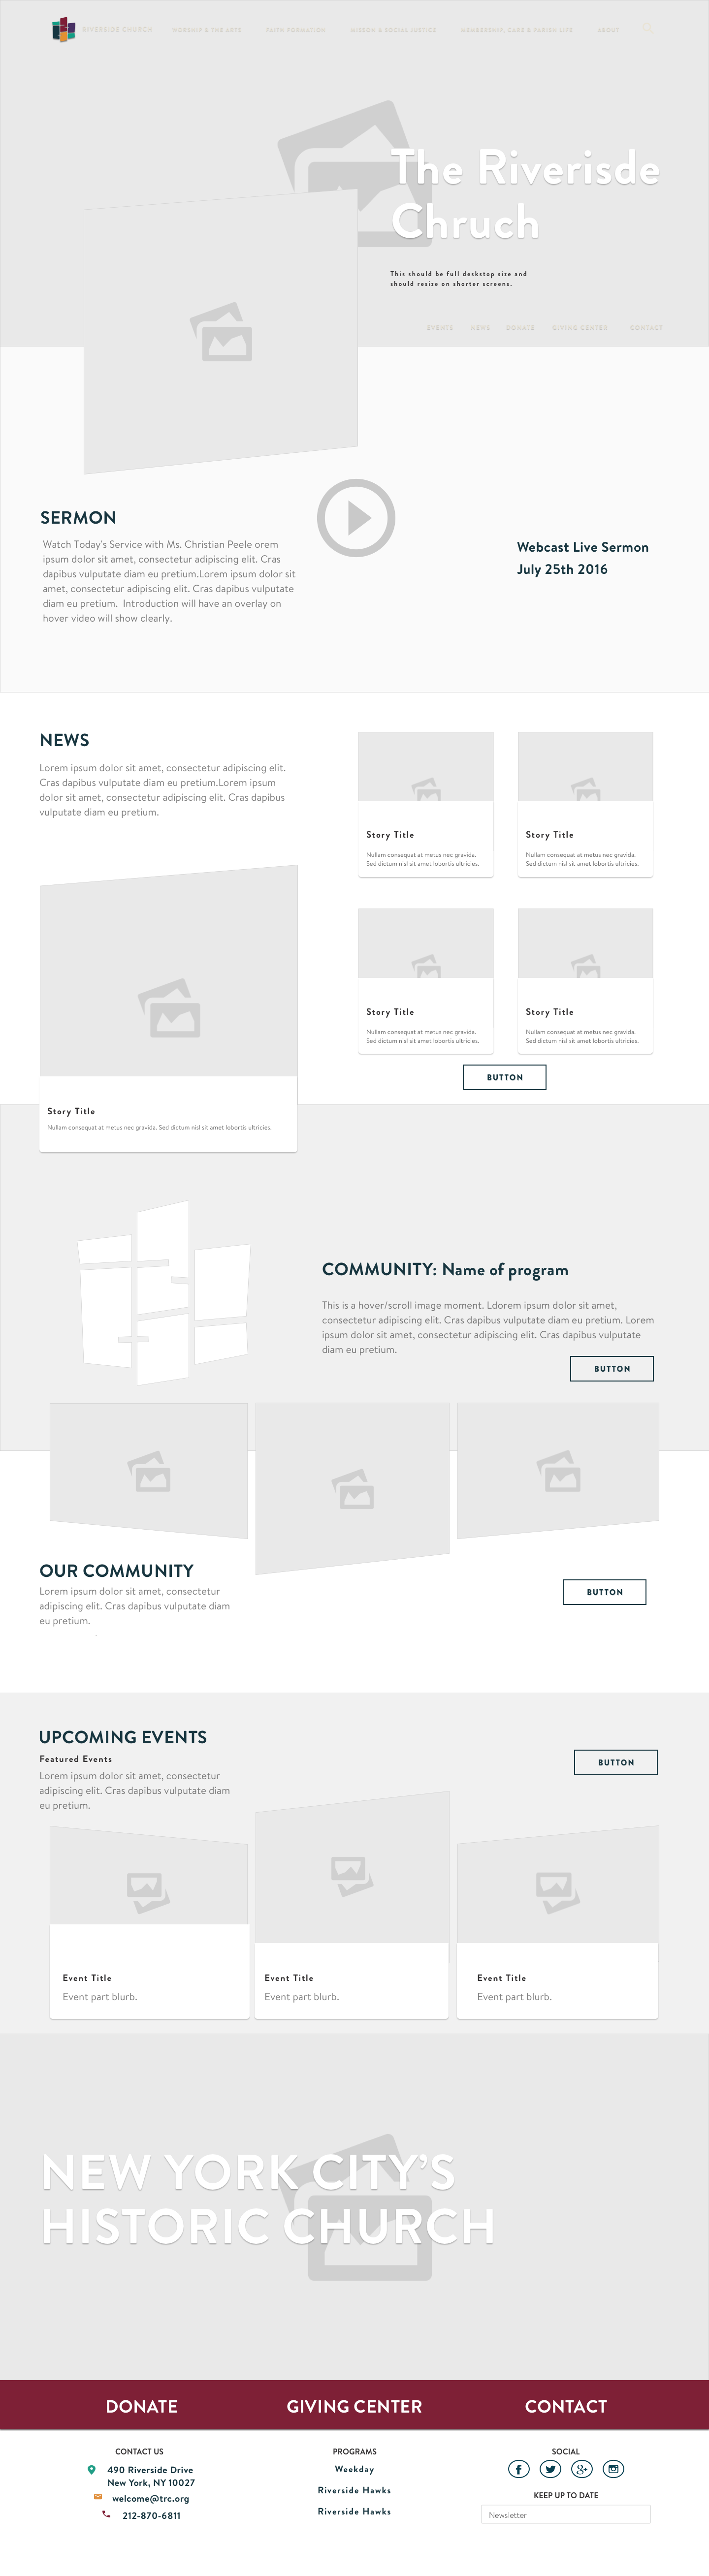 RIVERSIDE CHURCH WORSHIP & THE ARTS FAITH FORMATION MISSION & SOCIAL JUSTICE MEMBERSHIP, CARE & PARISH LIFE ABOUT
The Riverisde
Chruch
This should be full deskstop size and
should resize on shorter screens.
EVENTS NEWS DONATE GIVING CENTER CONTACT
SERMON
Watch Today's Service with Ms. Christian Peele orem
ipsum dolor sit amet, consectetur adipiscing elit. Cras
dapibus vulputate diam eu pretium.Lorem ipsum dolor sit
amet, consectetur adipiscing elit. Cras dapibus vulputate
diam eu pretium. Introduction will have an overlay on
hover video will show clearly.
Webcast Live Sermon
July 25th 2016
NEWS
Lorem ipsum dolor sit amet, consectetur adipiscing elit.
Cras dapibus vulputate diam eu pretium.Lorem ipsum
dolor sit amet, consectetur adipiscing elit. Cras dapibus
vulputate diam eu pretium.
Story Title
Nullam consequat at metus nec gravida.
Sed dictum nisl sit amet lobortis ultricies.
Story Title
Nullam consequat at metus nec gravida.
Sed dictum nisl sit amet lobortis ultricies.
Story Title
Nullam consequat at metus nec gravida.
Sed dictum nisl sit amet lobortis ultricies.
Story Title
Nullam consequat at metus nec gravida.
Sed dictum nisl sit amet lobortis ultricies.
BUTTON
Story Title
Nullam consequat at metus nec gravida. Sed dictum nisl sit amet lobortis ultricies.
COMMUNITY: Name of program
This is a hover/scroll image moment. Ldorem ipsum dolor sit amet,
consectetur adipiscing elit. Cras dapibus vulputate diam eu pretium. Lorem
ipsum dolor sit amet, consectetur adipiscing elit. Cras dapibus vulputate
diam eu pretium.
BUTTON
OUR COMMUNITY
Lorem ipsum dolor sit amet, consectetur
adipiscing elit. Cras dapibus vulputate diam
eu pretium.
BUTTON
UPCOMING EVENTS
Featured Events
Lorem ipsum dolor sit amet, consectetur
adipiscing elit. Cras dapibus vulputate diam
eu pretium.
BUTTON
Event Title
Event part blurb.
Event Title
Event part blurb.
Event Title
Event part blurb.
NEW YORK CITY'S
HISTORIC CHURCH
DONATE GIVING CENTER CONTACT
CONTACT US
490 Riverside Drive
New York, NY 10027
welcome@trc.org
212-870-6811
PROGRAMS
Weekday
Riverside Hawks
Riverside Hawks
SOCIAL
KEEP UP TO DATE
Newsletter